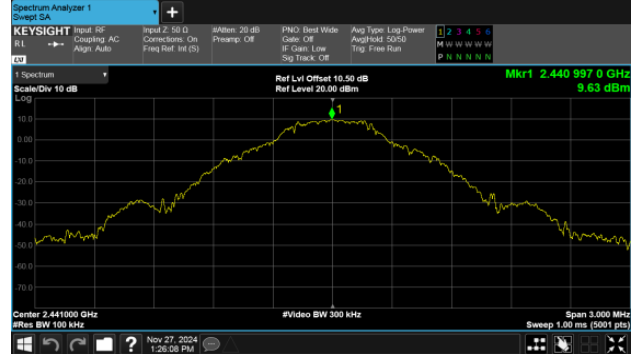 Spectrum Analyzer 1
Swept SA
+
KEYSIGHT
RL
LXI
Input: RF
Coupling: AC
Align: Auto
Input Z: 50 Ω
Corrections: On
Freq Ref: Int (S)
#Atten: 20 dB
Preamp: Off
PNO: Best Wide
Gate: Off
IF Gain: Low
Sig Track: Off
Avg Type: Log-Power
Avg|Hold: 50/50
Trig: Free Run
1 2 3 4 5 6
M W W W W W
P N N N N N
1 Spectrum
Scale/Div 10 dB
Log
Ref Lvl Offset 10.50 dB
Ref Level 20.00 dBm
Mkr1 2.440 997 0 GHz
9.63 dBm
1
10.0
0.00
-10.0
-20.0
-30.0
-40.0
-50.0
-60.0
-70.0
Center 2.441000 GHz
#Res BW 100 kHz
#Video BW 300 kHz
Span 3.000 MHz
Sweep 1.00 ms (5001 pts)
?
Nov 27, 2024
1:26:08 PM